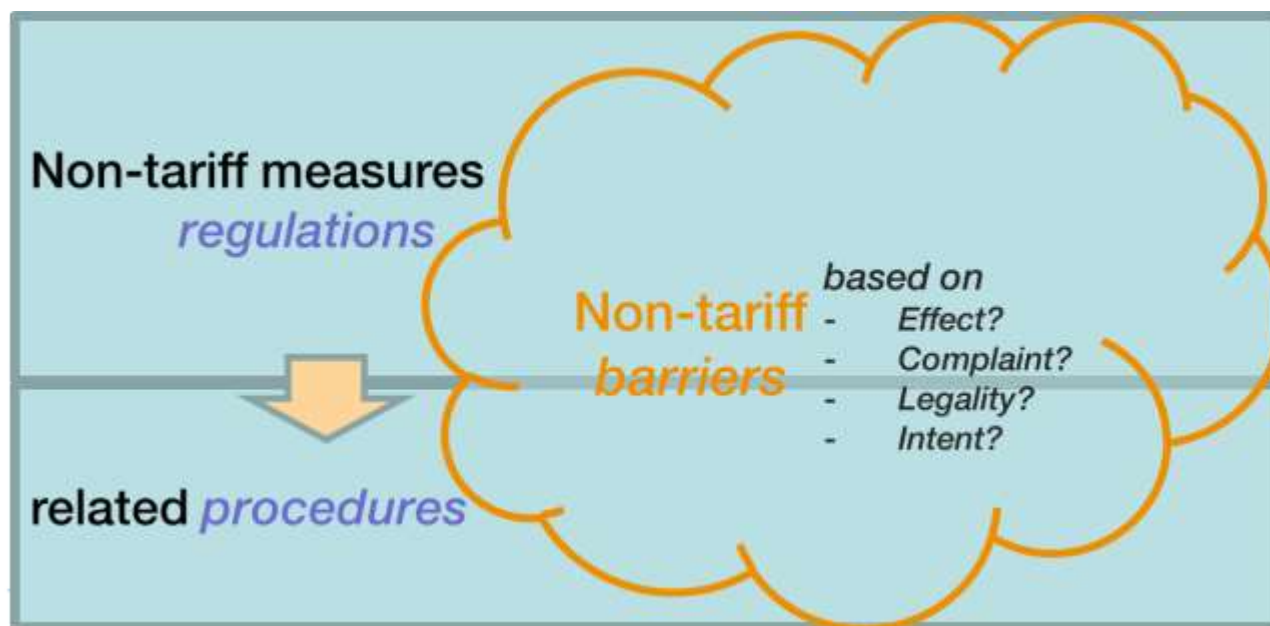 Non-tariff measures
regulations
Non-tariff
barriers
based on
- Effect?
- Complaint?
- Legality?
- Intent?
related procedures